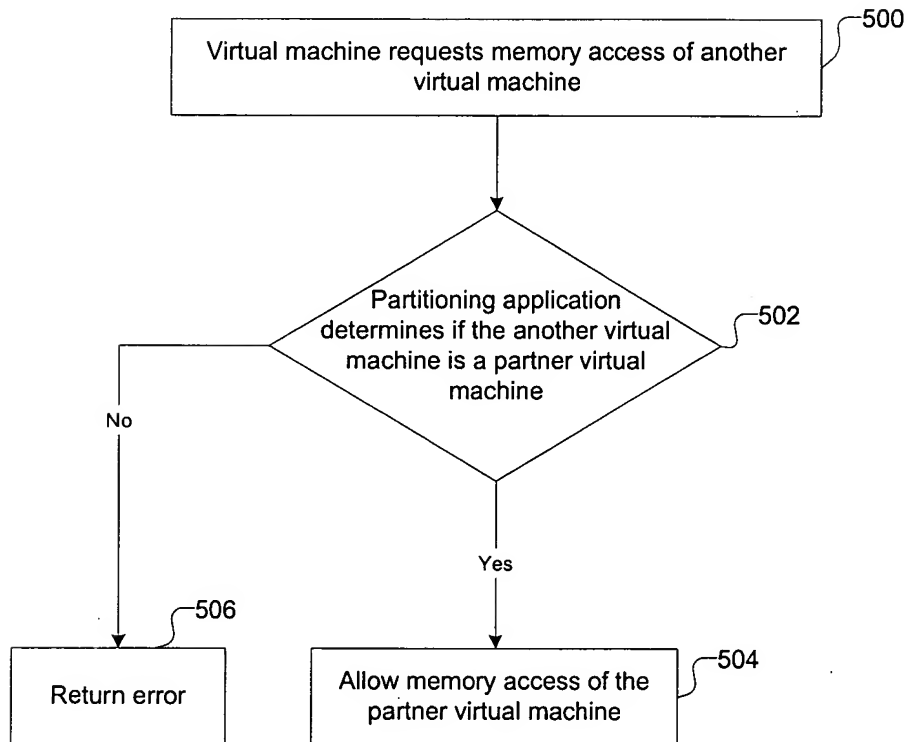 500
Virtual machine requests memory access of another
virtual machine
Partitioning application
determines if the another virtual
machine is a partner virtual
machine
502
No
Yes
506
Return error
504
Allow memory access of the
partner virtual machine